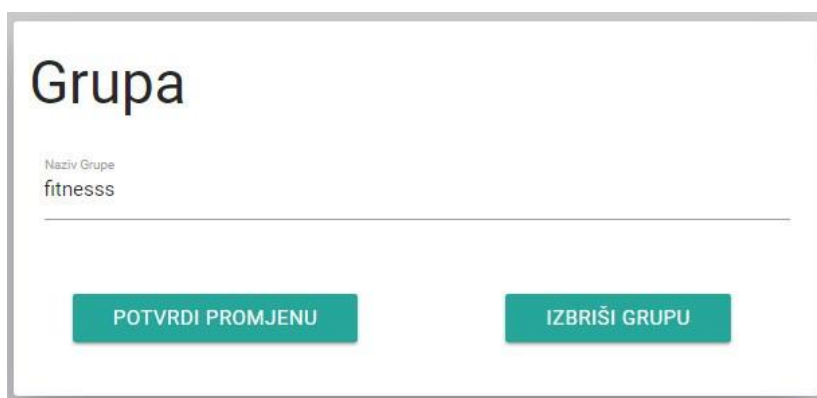 Grupa
Naziv Grupe
fitnesss
POTVRDI PROMJENU
IZBRIŠI GRUPU